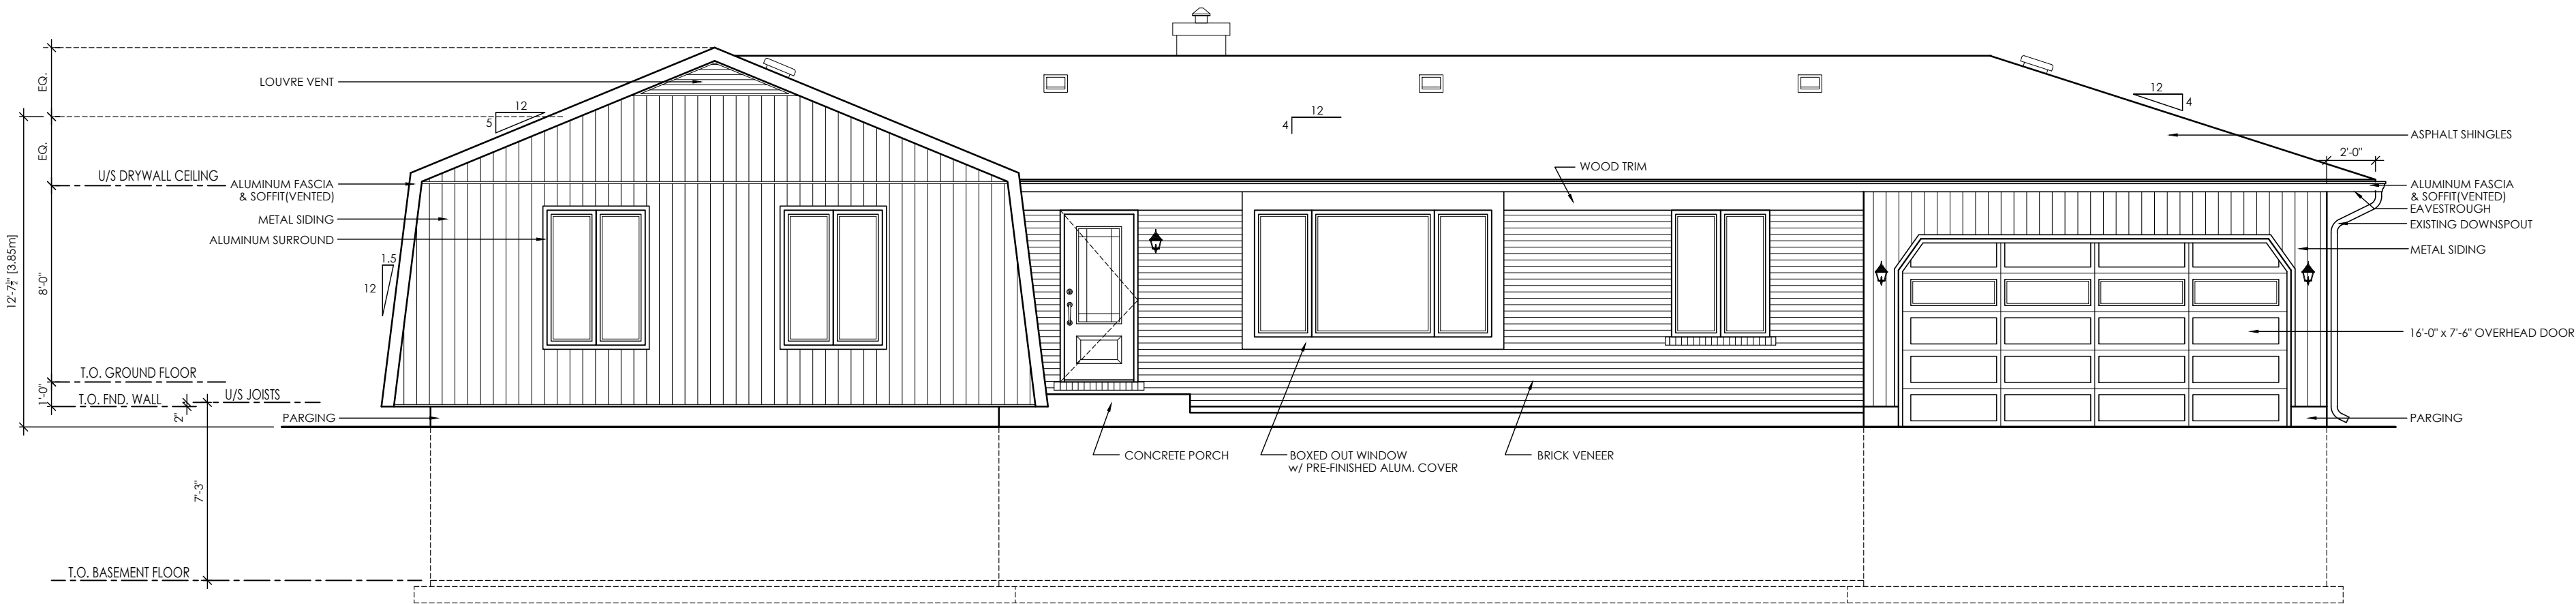 EQ.
LOUVRE VENT
12
5
12
4
12
4
ASPHALT SHINGLES
EQ.
2'-0"
WOOD TRIM
U/S DRYWALL CEILING
ALUMINUM FASCIA
& SOFFIT(VENTED)
ALUMINUM FASCIA
& SOFFIT(VENTED)
EAVESTROUGH
METAL SIDING
EXISTING DOWNSPOUT
ALUMINUM SURROUND
METAL SIDING
12'-7½" [3.85m]
8'-0"
1.5
12
16'-0" x 7'-6" OVERHEAD DOOR
T.O. GROUND FLOOR
1'-0"
T.O. FND. WALL
U/S JOISTS
2"
PARGING
PARGING
CONCRETE PORCH
BOXED OUT WINDOW
w/ PRE-FINISHED ALUM. COVER
BRICK VENEER
7'-3"
T.O. BASEMENT FLOOR